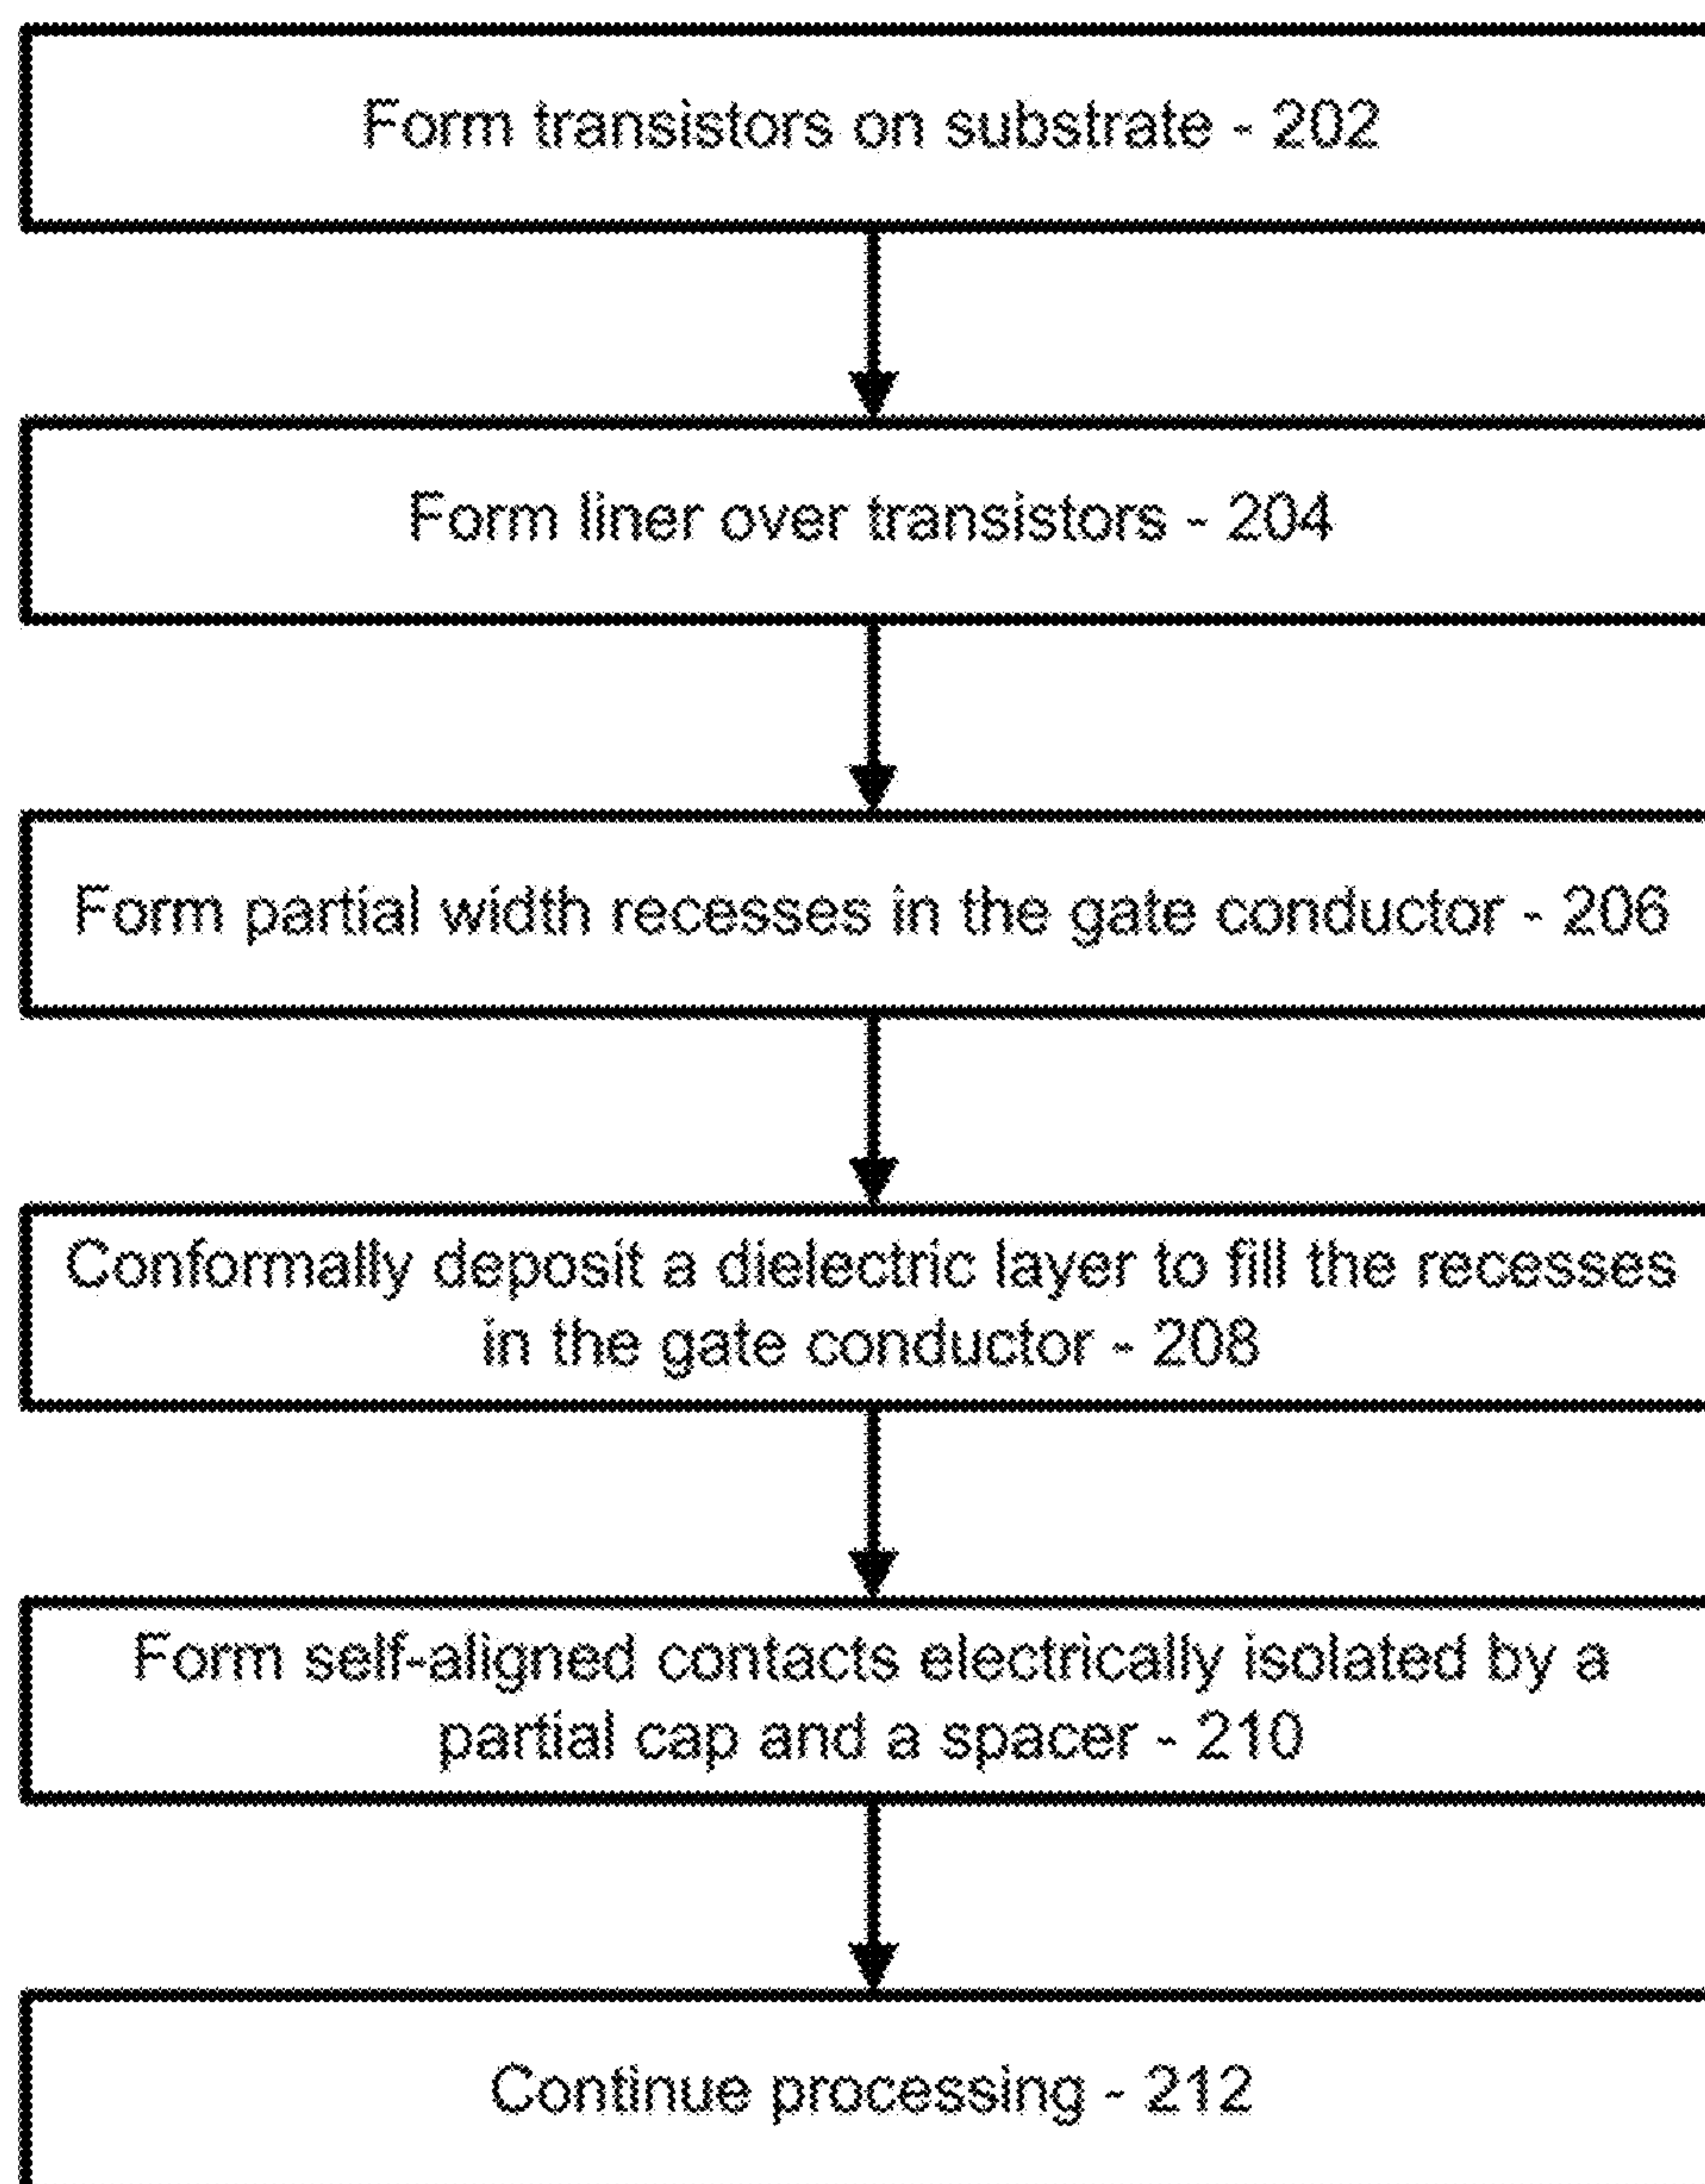 Form transistors on substrate - 202
Form liner over transistors - 204
Form partial width recesses in the gate conductor - 206
Conformally deposit a dielectric layer to fill the recesses
in the gate conductor - 208
Form self-aligned contacts electrically isolated by a
partial cap and a spacer - 210
Continue processing - 212